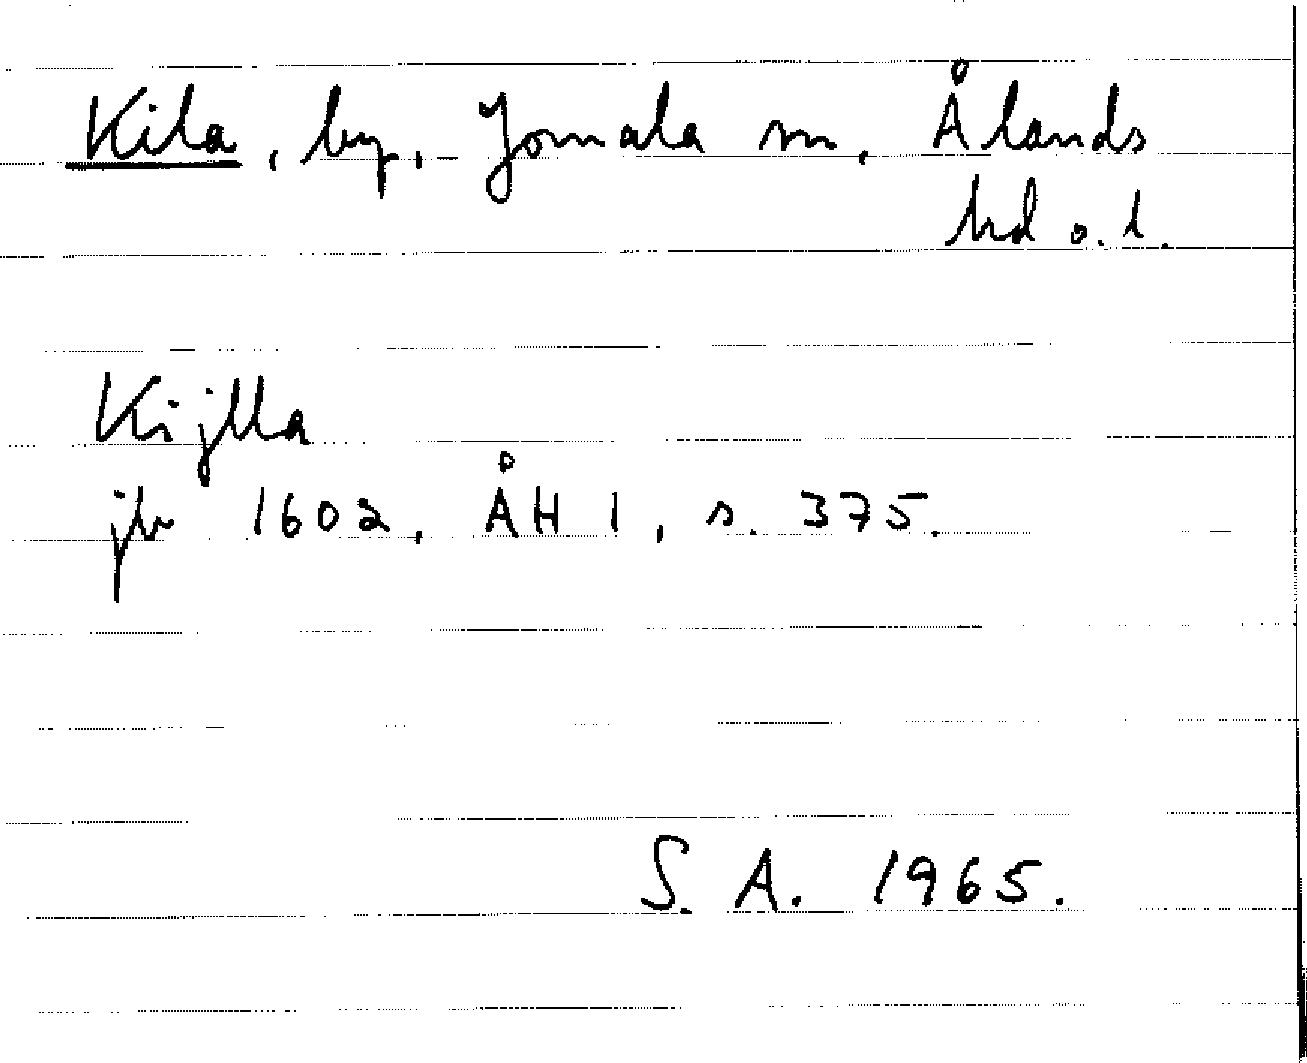 Kila, by, Jomala sn, Ålands
hd o. l.
Kijlla
jb 1602, ÅH I, s. 375.
S. A. 1965.